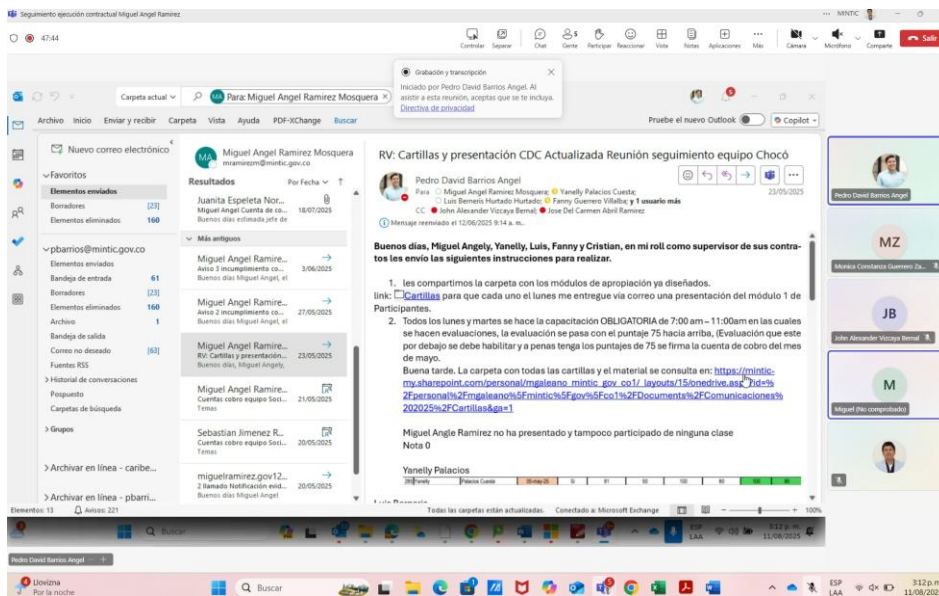 Seguimiento ejecución contractual Miguel Angel Ramirez
MINTIC
47:44
Controlar
Separar
Chat
Gente
5
Participar
Reaccionar
Vista
Notas
Aplicaciones
Más
Cámara
Micrófono
Comparte
Salir
Grabación y transcripción
Iniciado por Pedro David Barrios Angel. Al
asistir a esta reunión, aceptas que se te incluya.
Directiva de privacidad
Carpeta actual
MA Para: Miguel Angel Ramirez Mosquera
Archivo Inicio Enviar y recibir Carpeta Vista Ayuda PDF-XChange Buscar
Pruebe el nuevo Outlook
Copilot
Nuevo correo electrónico
Favoritos
Elementos enviados
Borradores [23]
Elementos eliminados 160
pbarrios@mintic.gov.co
Elementos enviados
Bandeja de entrada 61
Borradores [23]
Elementos eliminados 160
Archivo 1
Bandeja de salida
Correo no deseado [63]
Fuentes RSS
Historial de conversaciones
Pospuesto
Carpetas de búsqueda
Grupos
Archivar en línea - caribe...
Archivar en línea - pbarri...
MA
Miguel Angel Ramirez Mosquera
mramirezm@mintic.gov.co
Resultados Por Fecha
Juanita Espeleta Nor...
Miguel Angel Cuenta de co... 18/07/2025
Buenos días estimada jefe de
Más antiguos
Miguel Angel Ramire...
Aviso 3 incumplimiento co... 3/06/2025
Buenos días Miguel Angel, el
Miguel Angel Ramire...
Aviso 2 incumplimiento co... 27/05/2025
Buenos días Miguel Angel, el
Miguel Angel Ramire...
RV: Cartillas y presentación... 23/05/2025
Buenos días, Miguel Angely,
Miguel Angel Ramire...
Cuentas cobro equipo Soci... 21/05/2025
Temas
Sebastian Jimenez R...
Cuentas cobro equipo Soci... 20/05/2025
Temas
miguelramirez.gov12...
2 llamado Notificación evid... 20/05/2025
Buenos días Miguel Angel
RV: Cartillas y presentación CDC Actualizada Reunión seguimiento equipo Chocó
Pedro David Barrios Angel
Para Miguel Angel Ramirez Mosquera; Yanelly Palacios Cuesta;
Luis Berneris Hurtado Hurtado; Fanny Guerrero Villalba; y 1 usuario más
CC John Alexander Vizcaya Bernal; Jose Del Carmen Abril Ramirez
23/05/2025
Mensaje reenviado el 12/06/2025 9:14 a. m..
Buenos días, Miguel Angely, Yanelly, Luis, Fanny y Cristian, en mi roll como supervisor de sus contra-
tos les envío las siguientes instrucciones para realizar.
1. les compartimos la carpeta con los módulos de apropiación ya diseñados.
link: Cartillas para que cada uno el lunes me entregue via correo una presentación del módulo 1 de
Participantes.
2. Todos los lunes y martes se hace la capacitación OBLIGATORIA de 7:00 am – 11:00am en las cuales
se hacen evaluaciones, la evaluación se pasa con el puntaje 75 hacia arriba, (Evaluación que este
por debajo se debe habilitar y a penas tenga los puntajes de 75 se firma la cuenta de cobro del mes
de mayo.
Buena tarde. La carpeta con todas las cartillas y el material se consulta en: https://mintic-
my.sharepoint.com/personal/mgaleano_mintic_gov_co1/_layouts/15/onedrive.aspx?id=%
2Fpersonal%2Fmgaleano%5Fmintic%5Fgov%5Fco1%2FDocuments%2FComunicaciones%
202025%2FCartillas&ga=1
Miguel Angle Ramirez no ha presentado y tampoco participado de ninguna clase
Nota 0
Yanelly Palacios
Elementos: 13 Avisos: 221
Todas las carpetas están actualizadas. Conectado a: Microsoft Exchange
100%
Pedro David Barrios Angel
MZ
Monica Constanza Guerrero Za...
JB
John Alexander Vizcaya Bernal
M
Miguel (No comprobado)
Buscar
ESP
LAA
3:12 p. m.
11/08/2025
Pedro David Barrios Angel
Llovizna
Por la noche
Buscar
ESP
LAA